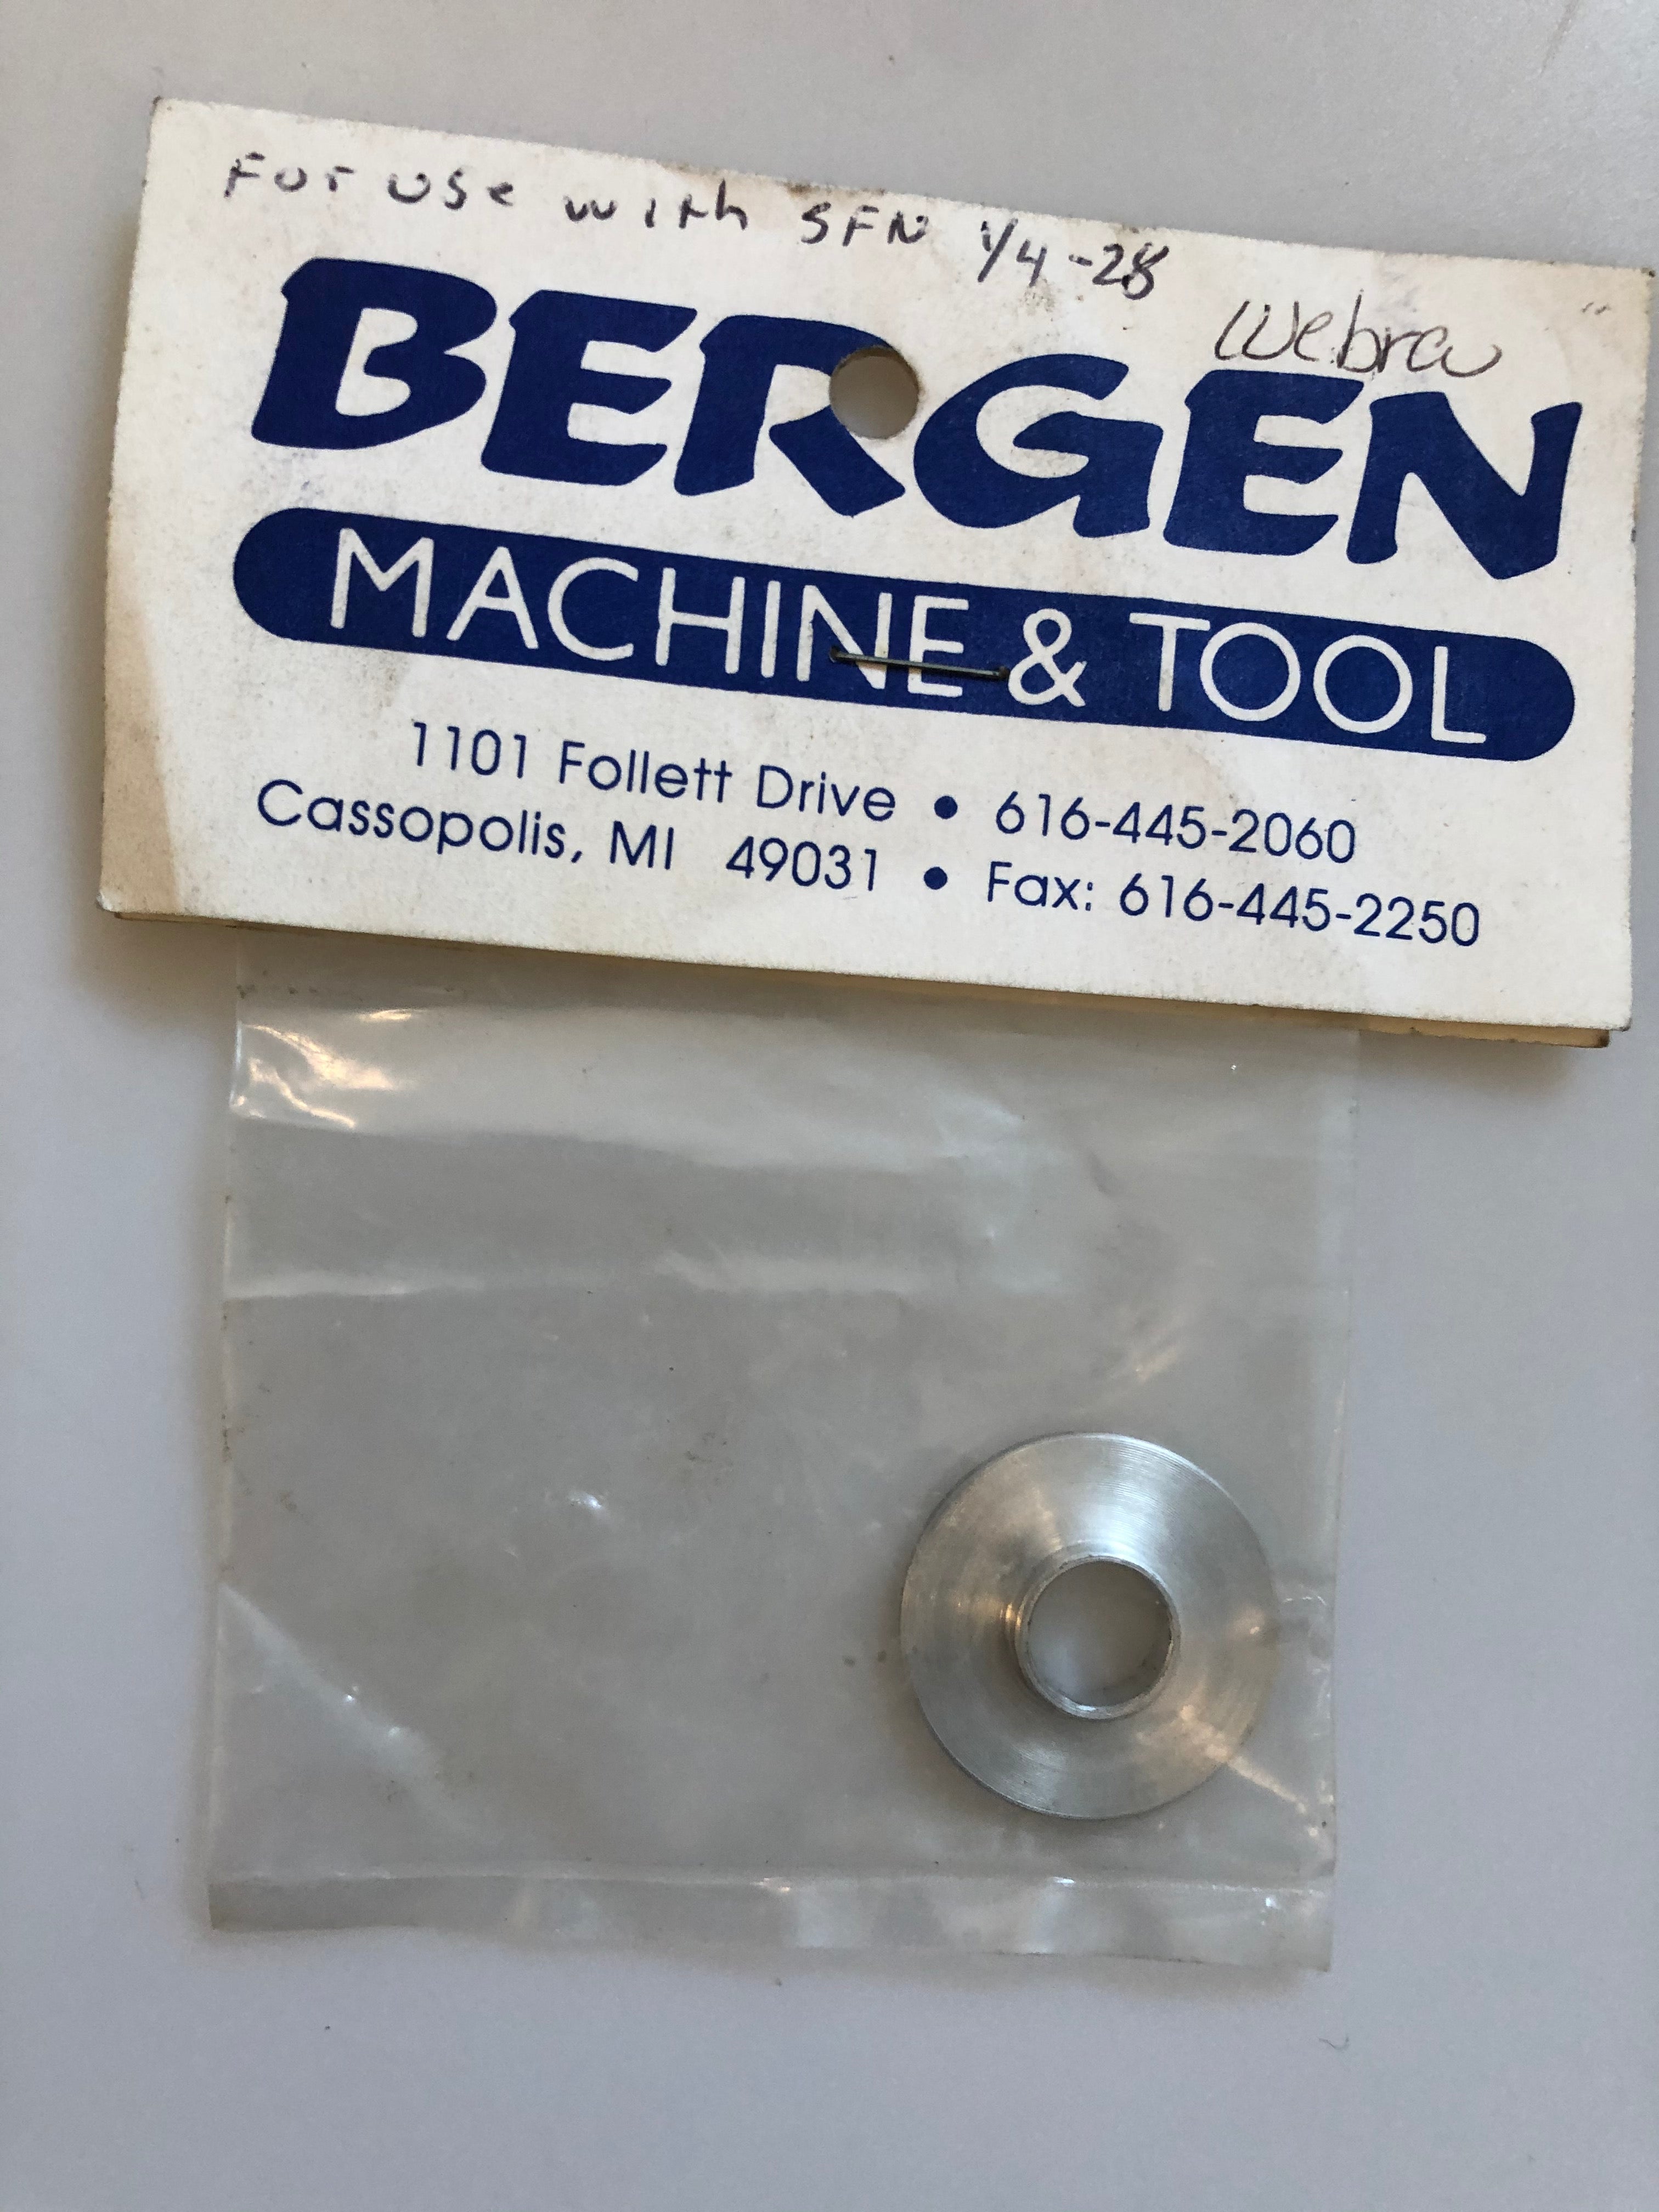 For use with SFN 1/4-28
Webra
BERGEN
MACHINE & TOOL
1101 Follett Drive • 616-445-2060
Cassopolis, MI 49031 • Fax: 616-445-2250